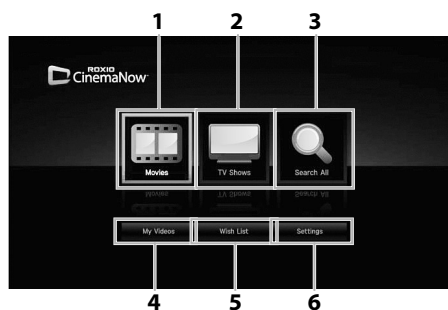 1 2 3
ROXIO
CinemaNow
Movies TV Shows Search All
My Videos Wish List Settings
4 5 6